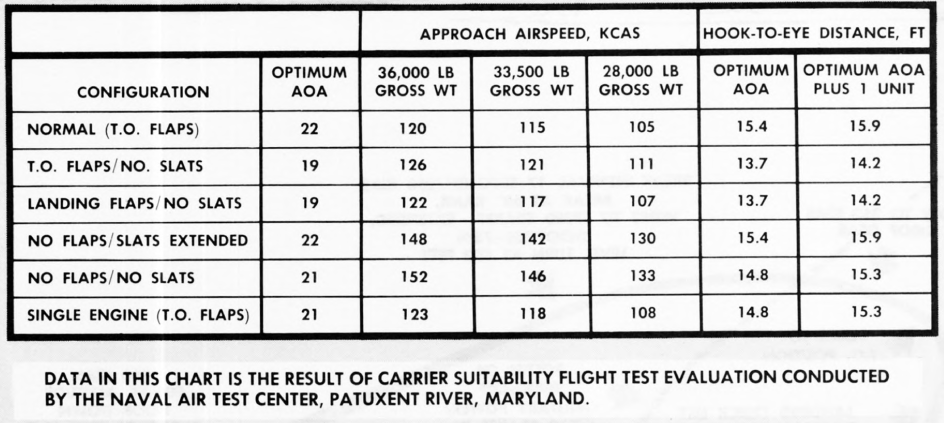 APPROACH AIRSPEED, KCAS HOOK-TO-EYE DISTANCE, FT
CONFIGURATION OPTIMUM AOA 36,000 LB GROSS WT 33,500 LB GROSS WT 28,000 LB GROSS WT OPTIMUM AOA OPTIMUM AOA PLUS 1 UNIT
NORMAL (T.O. FLAPS) 22 120 115 105 15.4 15.9
T.O. FLAPS/NO. SLATS 19 126 121 111 13.7 14.2
LANDING FLAPS/NO SLATS 19 122 117 107 13.7 14.2
NO FLAPS/SLATS EXTENDED 22 148 142 130 15.4 15.9
NO FLAPS/NO SLATS 21 152 146 133 14.8 15.3
SINGLE ENGINE (T.O. FLAPS) 21 123 118 108 14.8 15.3
DATA IN THIS CHART IS THE RESULT OF CARRIER SUITABILITY FLIGHT TEST EVALUATION CONDUCTED
BY THE NAVAL AIR TEST CENTER, PATUXENT RIVER, MARYLAND.